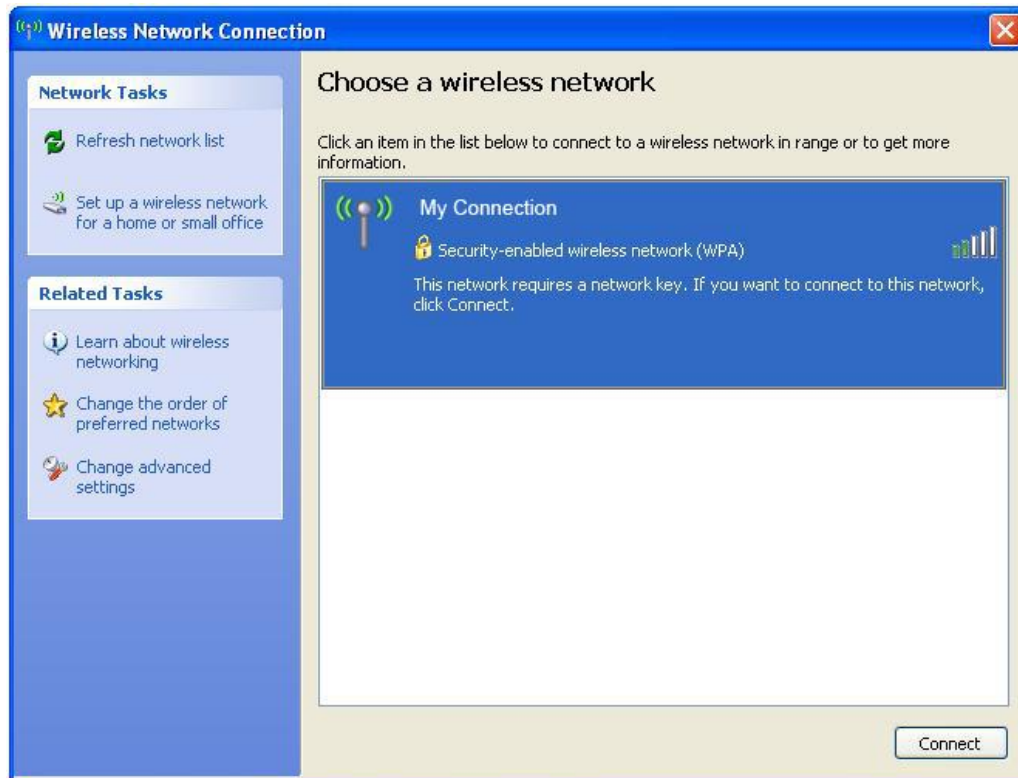 Wireless Network Connection
Network Tasks
Refresh network list
Set up a wireless network
for a home or small office
Related Tasks
Learn about wireless
networking
Change the order of
preferred networks
Change advanced
settings
Choose a wireless network
Click an item in the list below to connect to a wireless network in range or to get more
information.
My Connection
Security-enabled wireless network (WPA)
This network requires a network key. If you want to connect to this network,
click Connect.
Connect